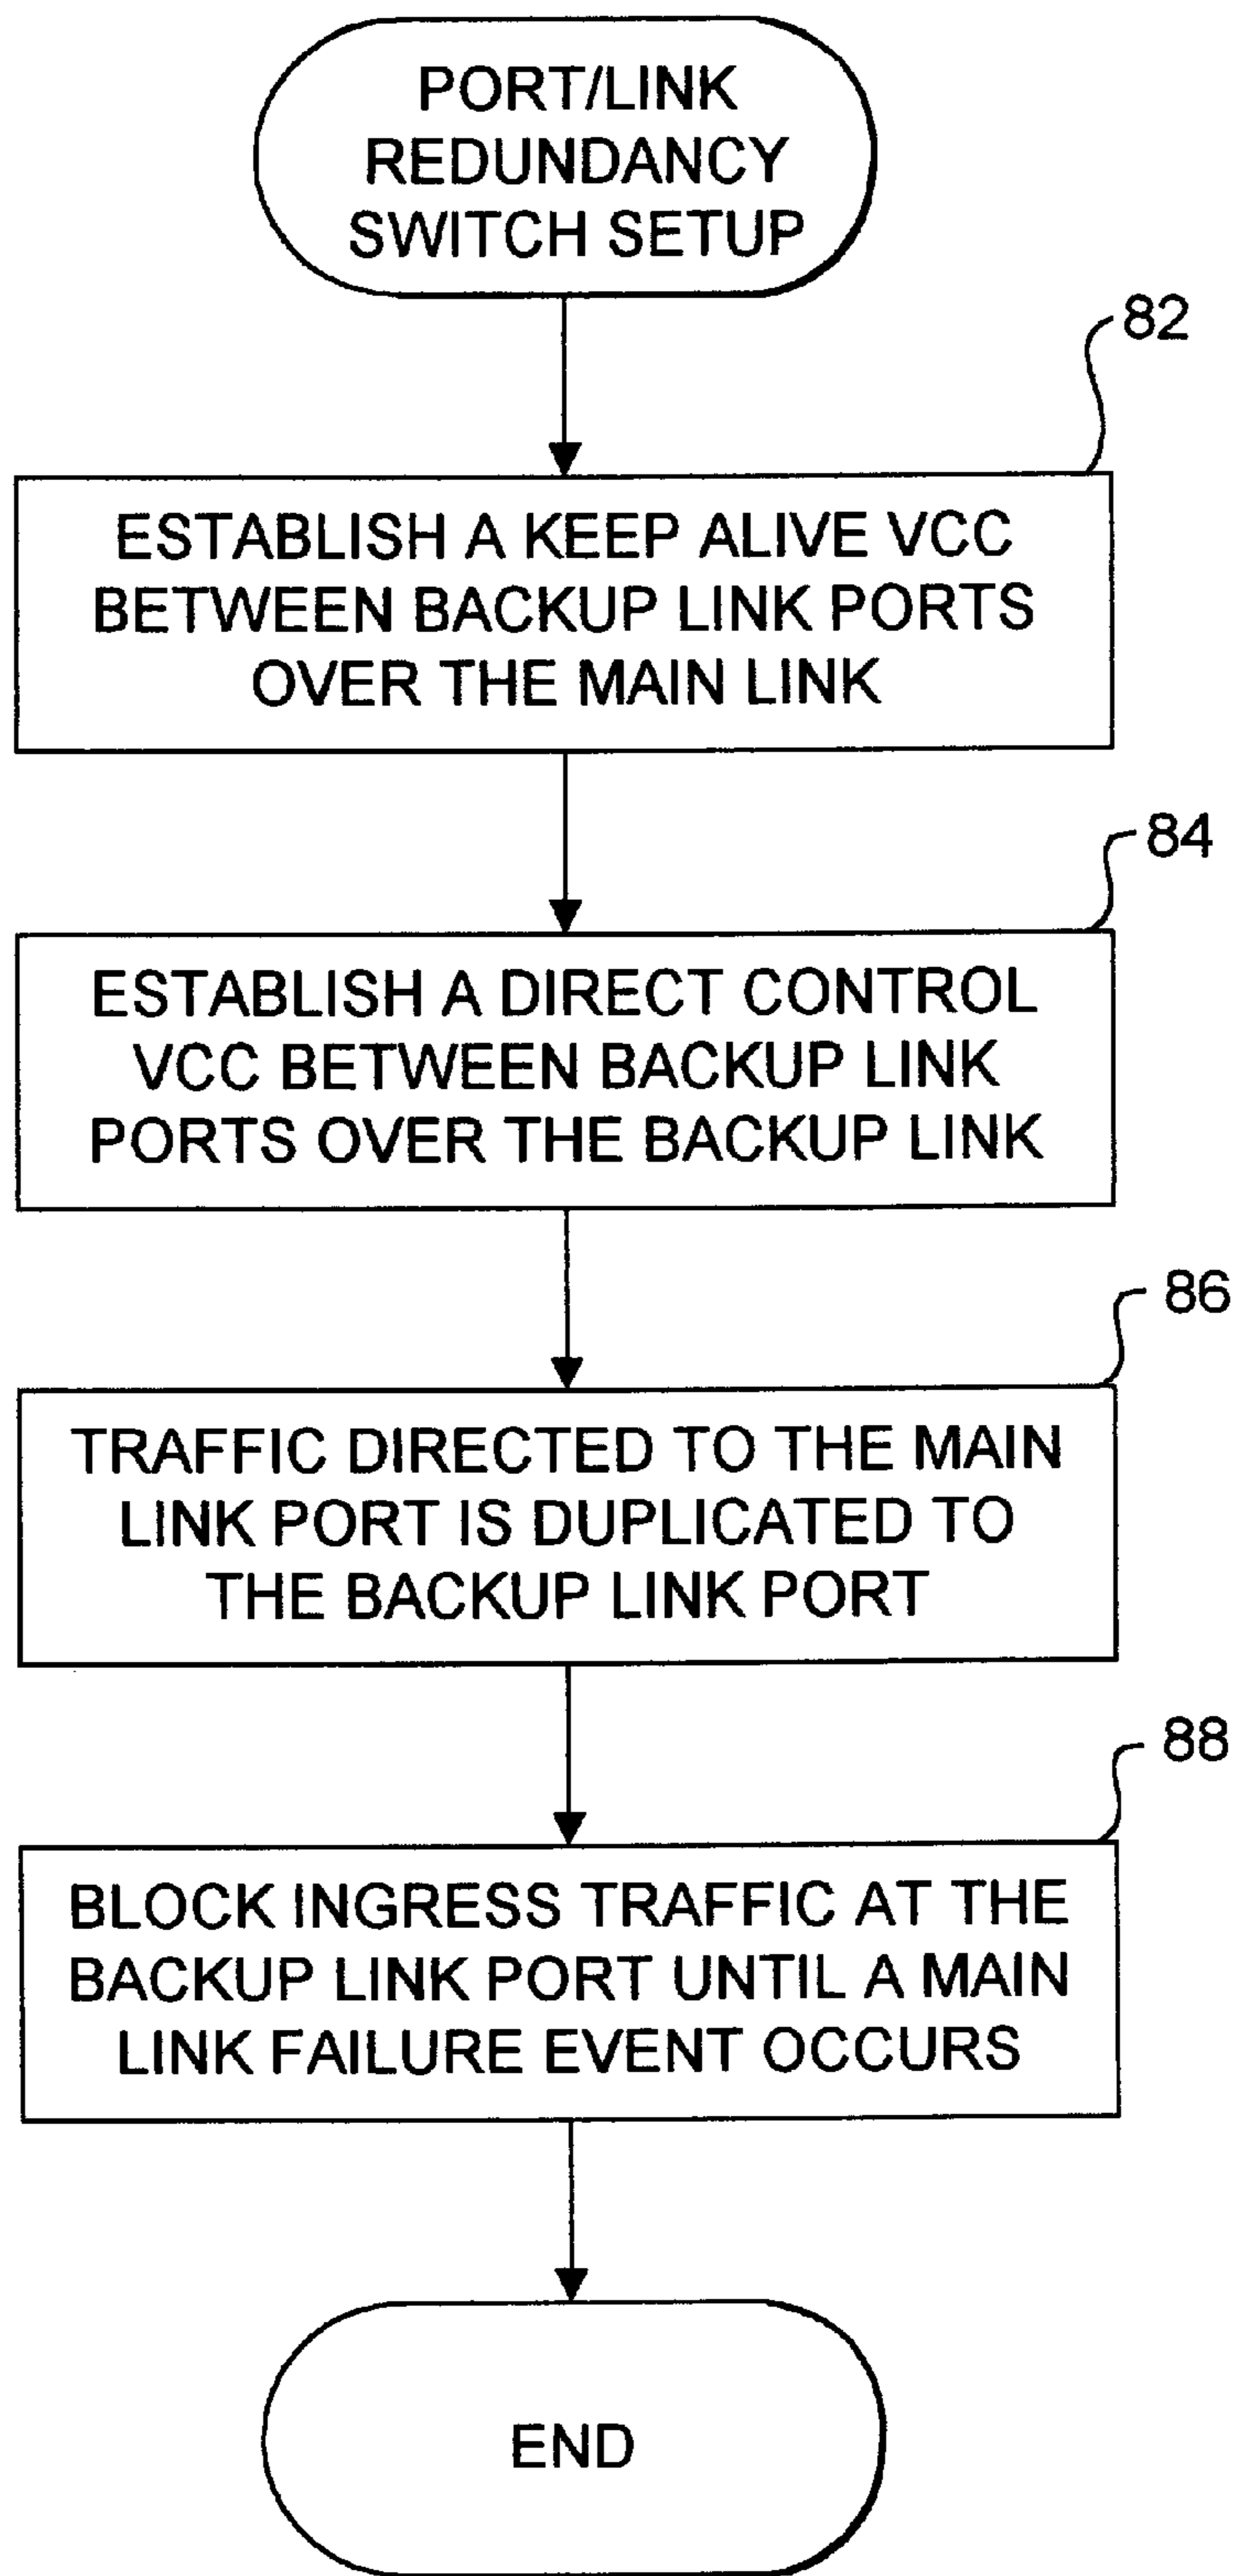 PORT/LINK
REDUNDANCY
SWITCH SETUP
82
ESTABLISH A KEEP ALIVE VCC
BETWEEN BACKUP LINK PORTS
OVER THE MAIN LINK
84
ESTABLISH A DIRECT CONTROL
VCC BETWEEN BACKUP LINK
PORTS OVER THE BACKUP LINK
86
TRAFFIC DIRECTED TO THE MAIN
LINK PORT IS DUPLICATED TO
THE BACKUP LINK PORT
88
BLOCK INGRESS TRAFFIC AT THE
BACKUP LINK PORT UNTIL A MAIN
LINK FAILURE EVENT OCCURS
END